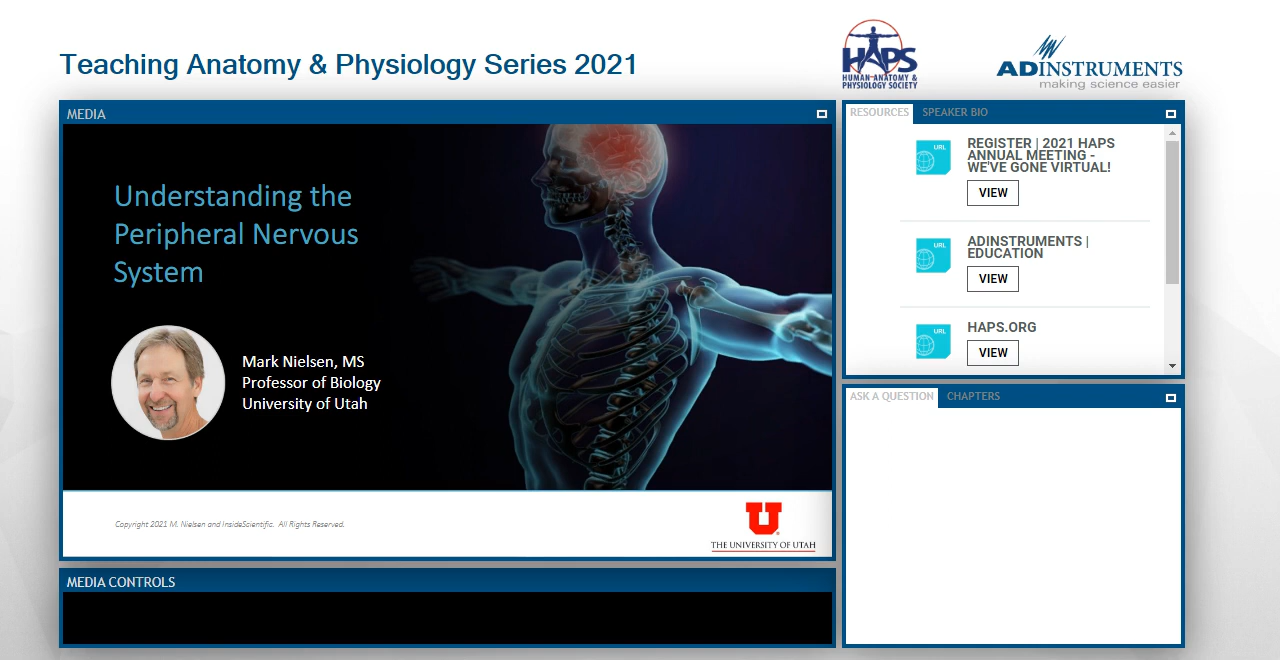 Teaching Anatomy & Physiology Series 2021
HAPS
HUMAN ANATOMY &
PHYSIOLOGY SOCIETY
ADINSTRUMENTS
making science easier
MEDIA
Understanding the
Peripheral Nervous
System
Mark Nielsen, MS
Professor of Biology
University of Utah
Copyright 2021 M. Nielsen and InsideScientific. All Rights Reserved.
U
THE UNIVERSITY OF UTAH
MEDIA CONTROLS
RESOURCES SPEAKER BIO
URL
REGISTER | 2021 HAPS
ANNUAL MEETING -
WE'VE GONE VIRTUAL!
VIEW
URL
ADINSTRUMENTS |
EDUCATION
VIEW
URL
HAPS.ORG
VIEW
ASK A QUESTION CHAPTERS